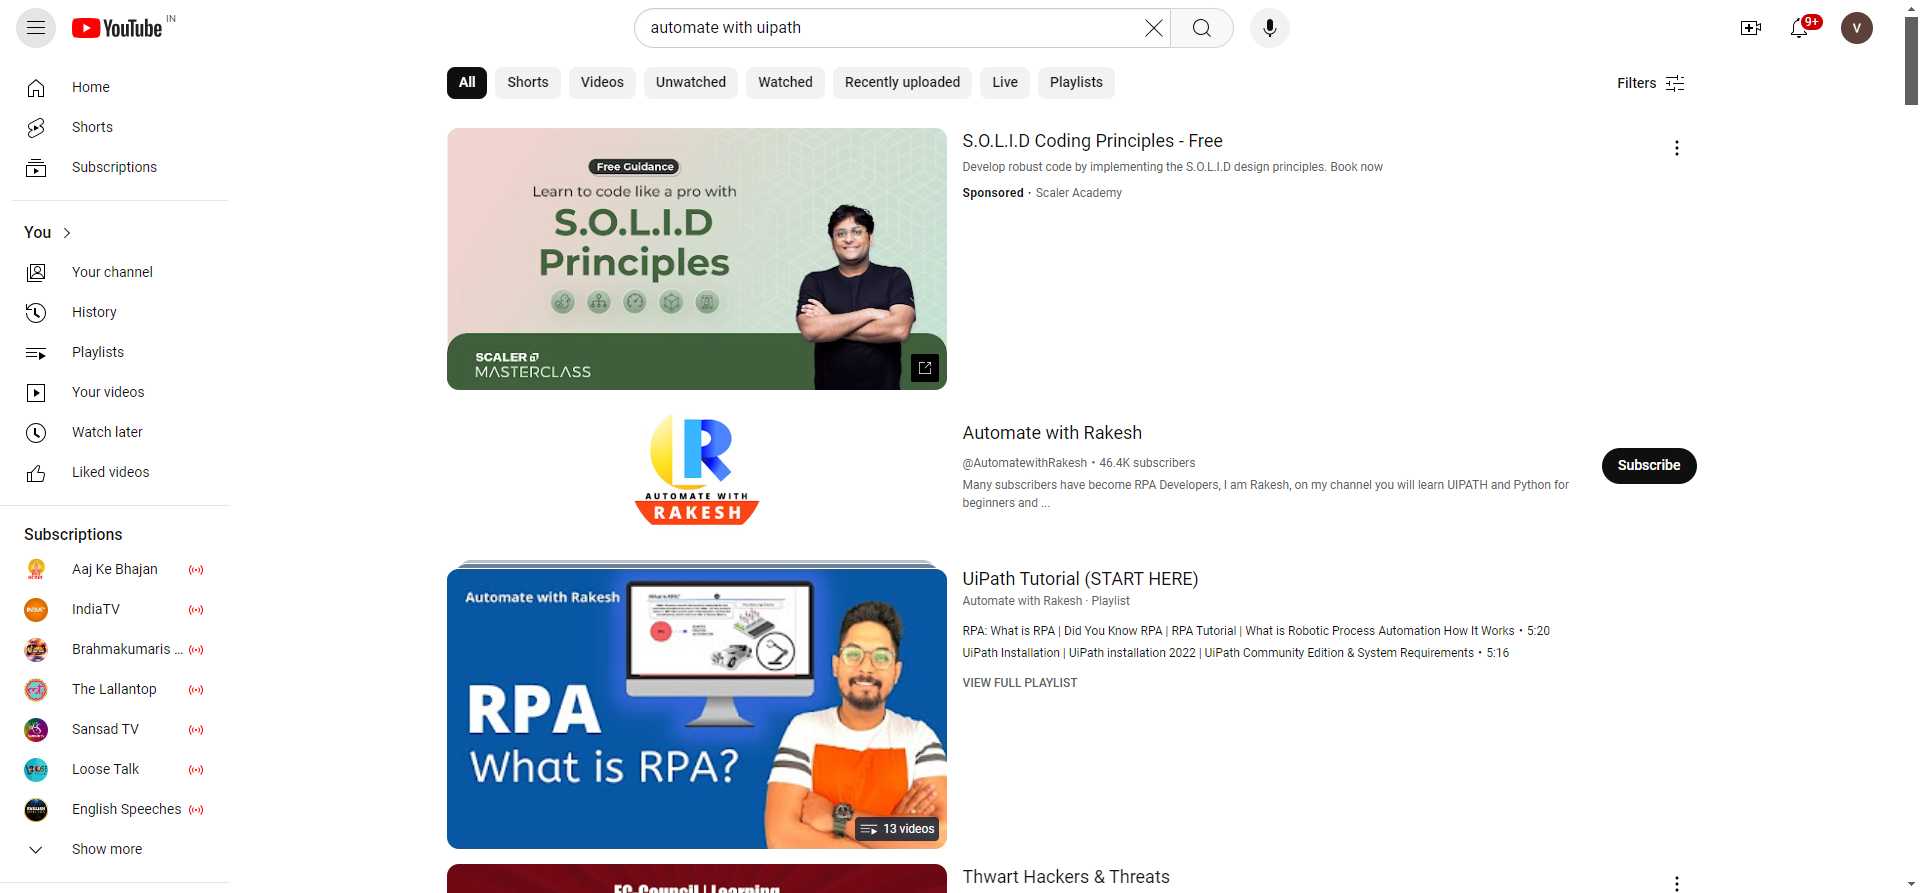 YouTube IN
automate with uipath
9+
V
Home
Shorts
Subscriptions
You
Your channel
History
Playlists
Your videos
Watch later
Liked videos
Subscriptions
Aaj Ke Bhajan
IndiaTV
Brahmakumaris ...
The Lallantop
Sansad TV
Loose Talk
English Speeches
Show more
All Shorts Videos Unwatched Watched Recently uploaded Live Playlists
Filters
Free Guidance
Learn to code like a pro with
S.O.L.I.D
Principles
SCALER
MASTERCLASS
S.O.L.I.D Coding Principles - Free
Develop robust code by implementing the S.O.L.I.D design principles. Book now
Sponsored · Scaler Academy
R
AUTOMATE WITH
RAKESH
Automate with Rakesh
@AutomatewithRakesh • 46.4K subscribers
Many subscribers have become RPA Developers, I am Rakesh, on my channel you will learn UIPATH and Python for
beginners and ...
Subscribe
Automate with Rakesh
What is RPA?
RPA
What is RPA?
13 videos
UiPath Tutorial (START HERE)
Automate with Rakesh · Playlist
RPA: What is RPA | Did You Know RPA | RPA Tutorial | What is Robotic Process Automation How It Works • 5:20
UiPath Installation | UiPath installation 2022 | UiPath Community Edition & System Requirements • 5:16
VIEW FULL PLAYLIST
EC-Council | Learning
Thwart Hackers & Threats